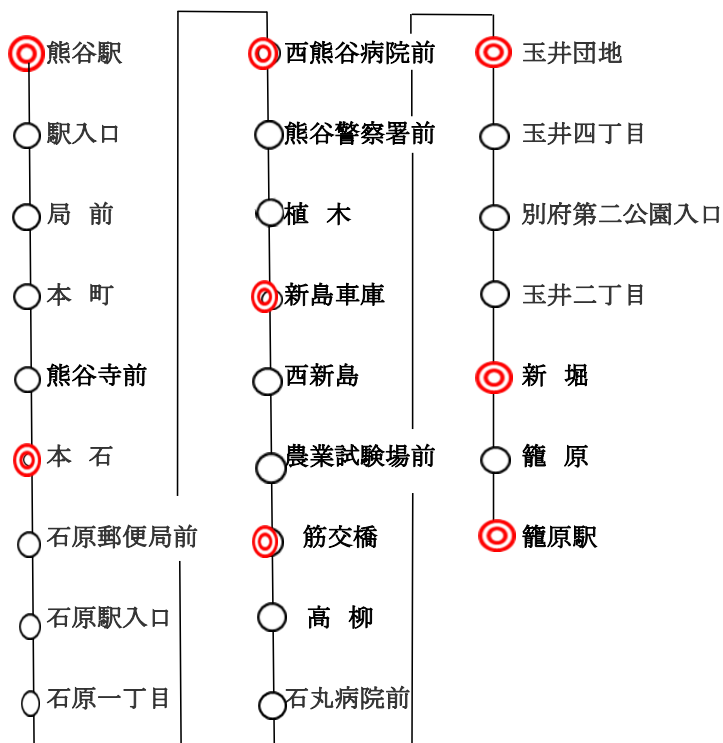 熊谷駅
駅入口
局 前
本 町
熊谷寺前
本 石
石原郵便局前
石原駅入口
石原一丁目
西熊谷病院前
熊谷警察署前
植 木
新島車庫
西新島
農業試験場前
筋交橋
高 柳
石丸病院前
玉井団地
玉井四丁目
別府第二公園入口
玉井二丁目
新 堀
籠 原
籠原駅